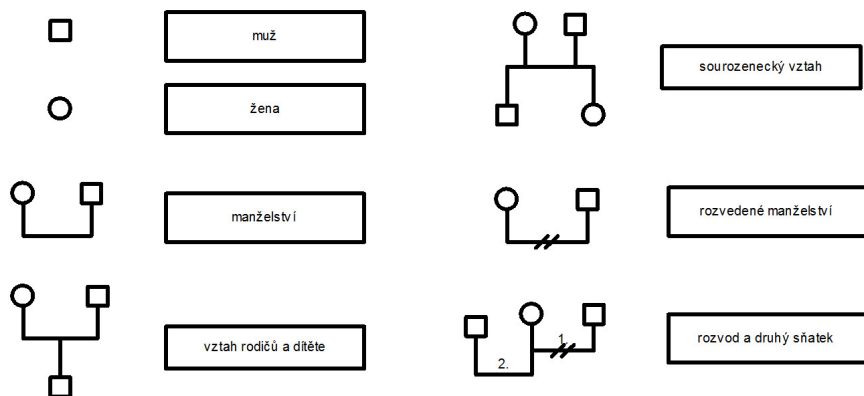 muž
žena
manželství
vztah rodičů a dítěte
sourozenecký vztah
rozvedené manželství
1.
2.
rozvod a druhý sňatek